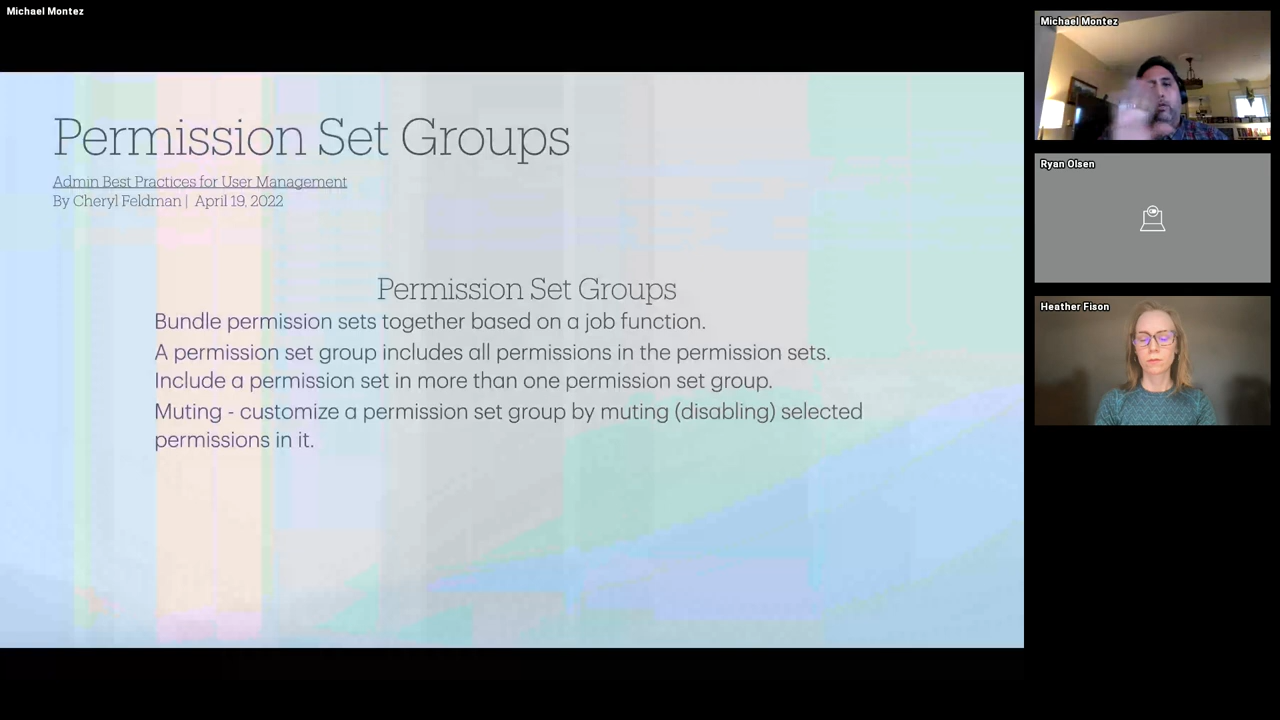 Michael Montez
Permission Set Groups
Admin Best Practices for User Management
By Cheryl Feldman | April 19, 2022
Permission Set Groups
Bundle permission sets together based on a job function.
A permission set group includes all permissions in the permission sets.
Include a permission set in more than one permission set group.
Muting - customize a permission set group by muting (disabling) selected
permissions in it.
Michael Montez
Ryan Olsen
Heather Fison